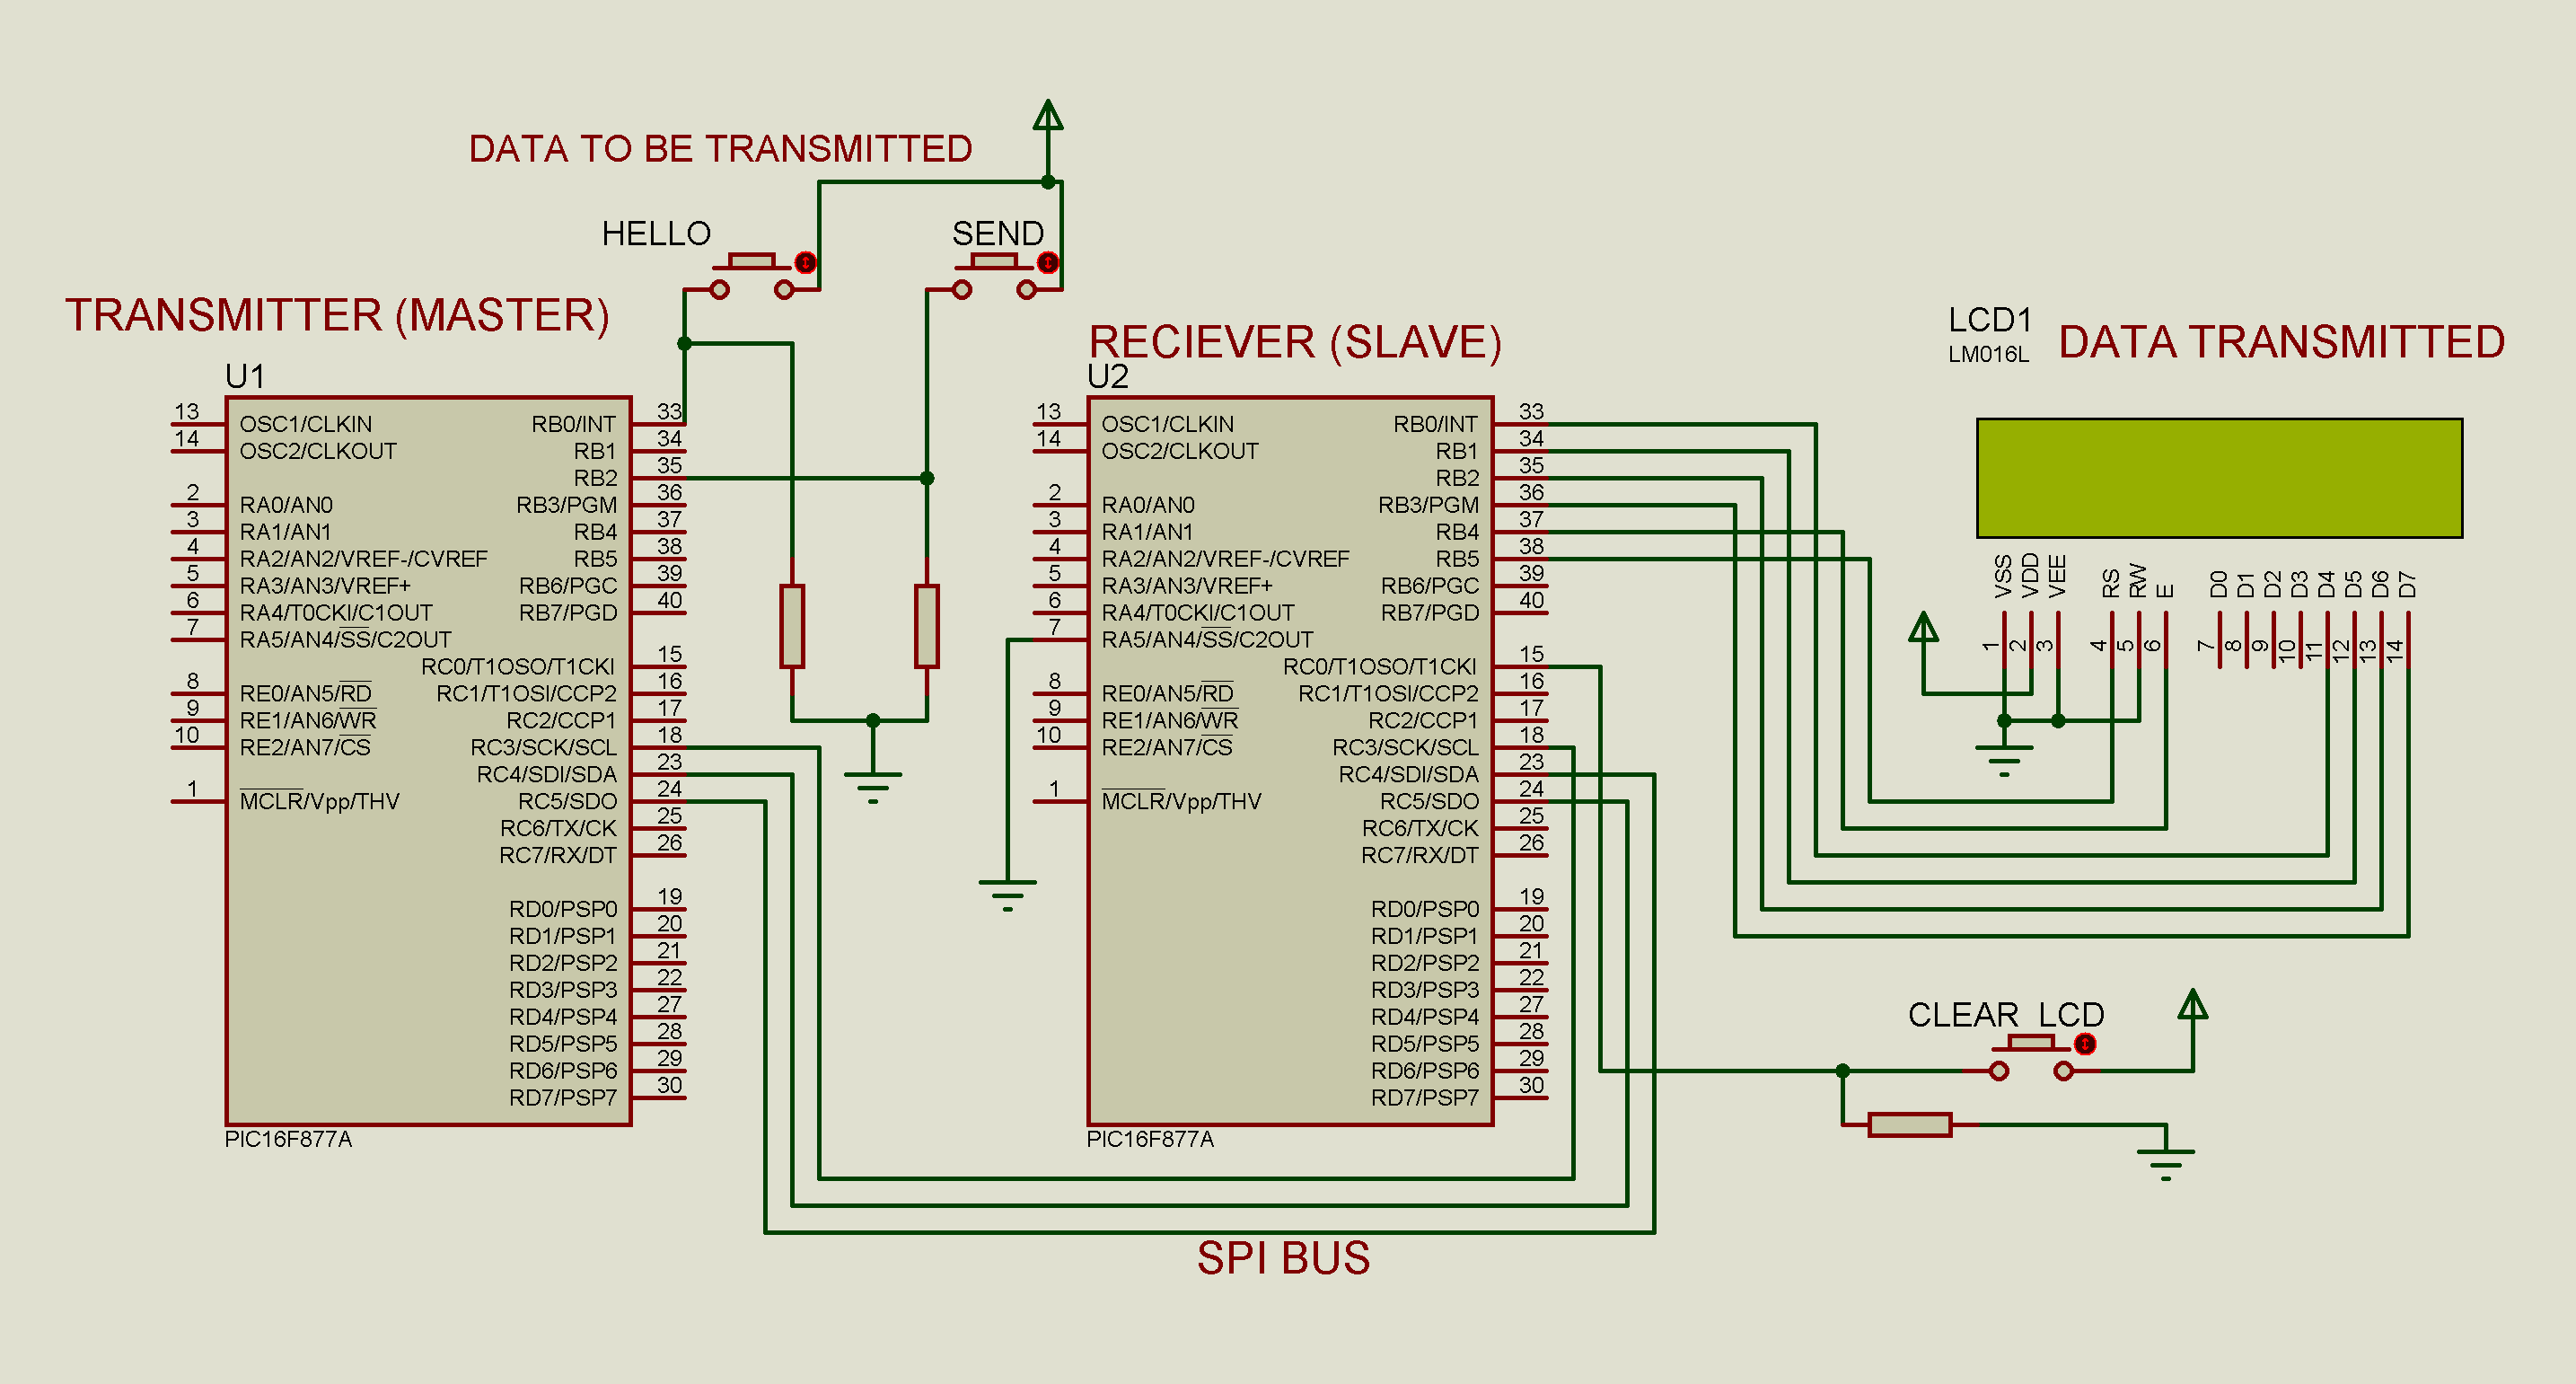 DATA TO BE TRANSMITTED
HELLO
SEND
TRANSMITTER (MASTER)
RECIEVER (SLAVE)
LCD1
LM016L
DATA TRANSMITTED
U1
13 OSC1/CLKIN
14 OSC2/CLKOUT
2 RA0/AN0
3 RA1/AN1
4 RA2/AN2/VREF-/CVREF
5 RA3/AN3/VREF+
6 RA4/T0CKI/C1OUT
7 RA5/AN4/SS/C2OUT
8 RE0/AN5/RD
9 RE1/AN6/WR
10 RE2/AN7/CS
1 MCLR/Vpp/THV
RB0/INT 33
RB1 34
RB2 35
RB3/PGM 36
RB4 37
RB5 38
RB6/PGC 39
RB7/PGD 40
RC0/T1OSO/T1CKI 15
RC1/T1OSI/CCP2 16
RC2/CCP1 17
RC3/SCK/SCL 18
RC4/SDI/SDA 23
RC5/SDO 24
RC6/TX/CK 25
RC7/RX/DT 26
RD0/PSP0 19
RD1/PSP1 20
RD2/PSP2 21
RD3/PSP3 22
RD4/PSP4 27
RD5/PSP5 28
RD6/PSP6 29
RD7/PSP7 30
PIC16F877A
U2
13 OSC1/CLKIN
14 OSC2/CLKOUT
2 RA0/AN0
3 RA1/AN1
4 RA2/AN2/VREF-/CVREF
5 RA3/AN3/VREF+
6 RA4/T0CKI/C1OUT
7 RA5/AN4/SS/C2OUT
8 RE0/AN5/RD
9 RE1/AN6/WR
10 RE2/AN7/CS
1 MCLR/Vpp/THV
RB0/INT 33
RB1 34
RB2 35
RB3/PGM 36
RB4 37
RB5 38
RB6/PGC 39
RB7/PGD 40
RC0/T1OSO/T1CKI 15
RC1/T1OSI/CCP2 16
RC2/CCP1 17
RC3/SCK/SCL 18
RC4/SDI/SDA 23
RC5/SDO 24
RC6/TX/CK 25
RC7/RX/DT 26
RD0/PSP0 19
RD1/PSP1 20
RD2/PSP2 21
RD3/PSP3 22
RD4/PSP4 27
RD5/PSP5 28
RD6/PSP6 29
RD7/PSP7 30
PIC16F877A
VSS 1
VDD 2
VEE 3
RS 4
RW 5
E 6
D0 7
D1 8
D2 9
D3 10
D4 11
D5 12
D6 13
D7 14
CLEAR LCD
SPI BUS